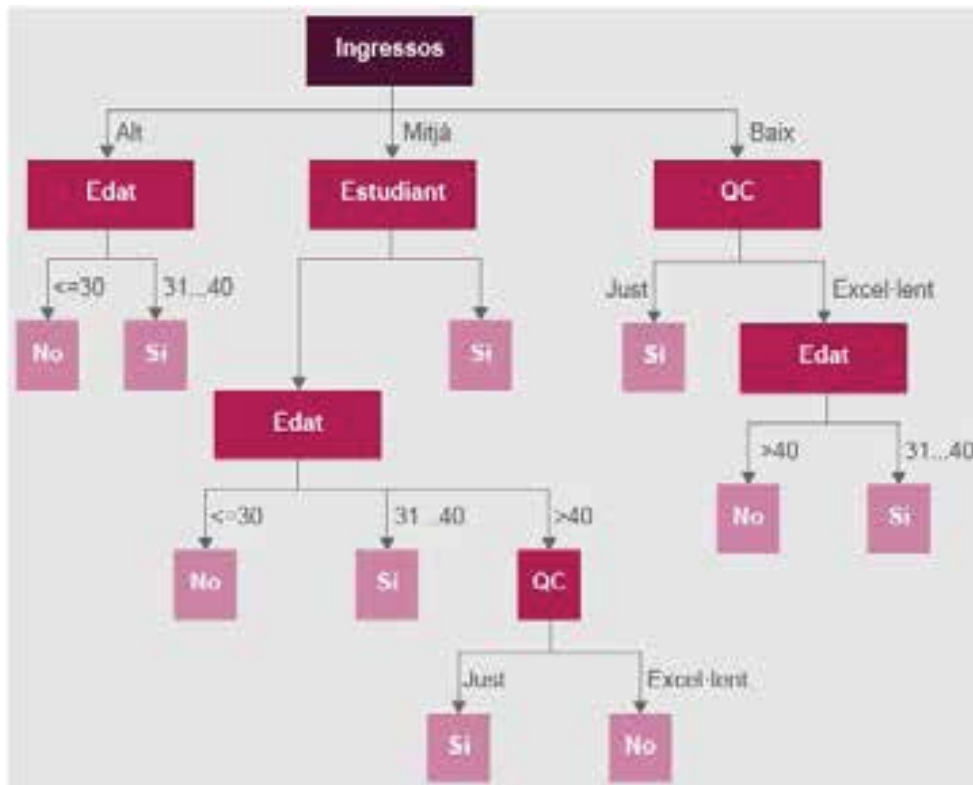 Ingressos
Alt
Mitjà
Baix
Edat
Estudiant
QC
<=30
31...40
Just
Excel·lent
No
Sí
Sí
Sí
Edat
Edat
>40
31...40
<=30
31...40
>40
No
Sí
No
Sí
QC
Just
Excel·lent
Sí
No